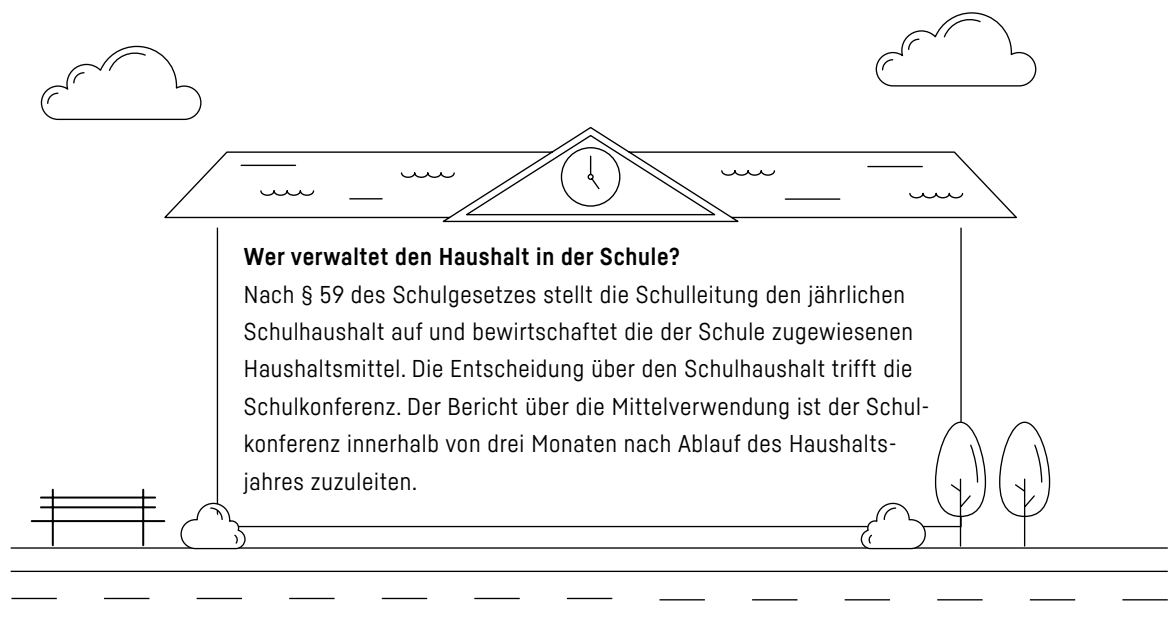 Wer verwaltet den Haushalt in der Schule?
Nach § 59 des Schulgesetzes stellt die Schulleitung den jährlichen
Schulhaushalt auf und bewirtschaftet die der Schule zugewiesenen
Haushaltsmittel. Die Entscheidung über den Schulhaushalt trifft die
Schulkonferenz. Der Bericht über die Mittelverwendung ist der Schul-
konferenz innerhalb von drei Monaten nach Ablauf des Haushalts-
jahres zuzuleiten.